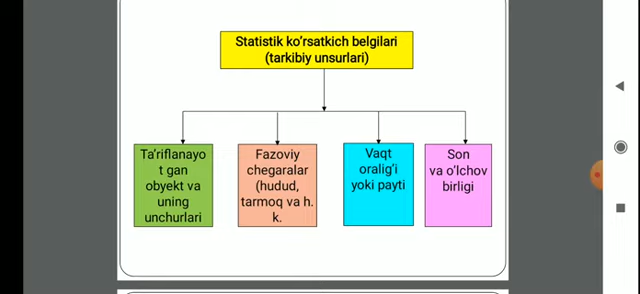 Statistik ko'rsatkich belgilari
(tarkibiy unsurlari)
Ta'riflanayo
t gan
obyekt va
uning
unchurlari
Fazoviy
chegaralar
(hudud,
tarmoq va h.
k.
Vaqt
oralig'i
yoki payti
Son
va o'lchov
birligi